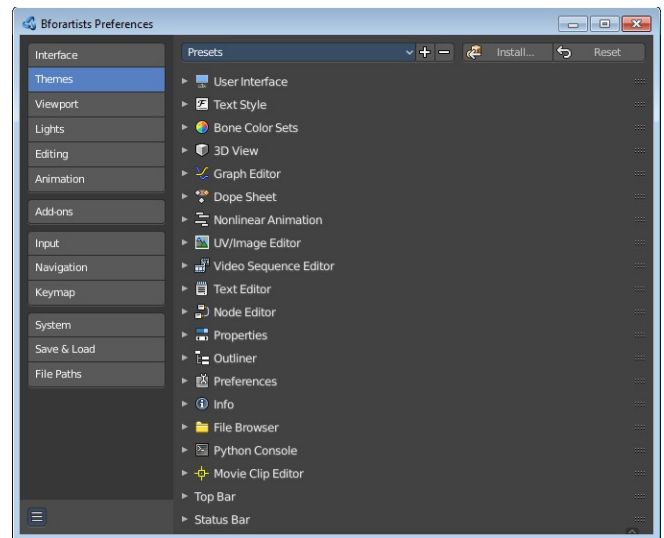 Bforartists Preferences
Interface
Themes
Viewport
Lights
Editing
Animation
Add-ons
Input
Navigation
Keymap
System
Save & Load
File Paths
Presets
Install...
Reset
User Interface
Text Style
Bone Color Sets
3D View
Graph Editor
Dope Sheet
Nonlinear Animation
UV/Image Editor
Video Sequence Editor
Text Editor
Node Editor
Properties
Outliner
Preferences
Info
File Browser
Python Console
Movie Clip Editor
Top Bar
Status Bar